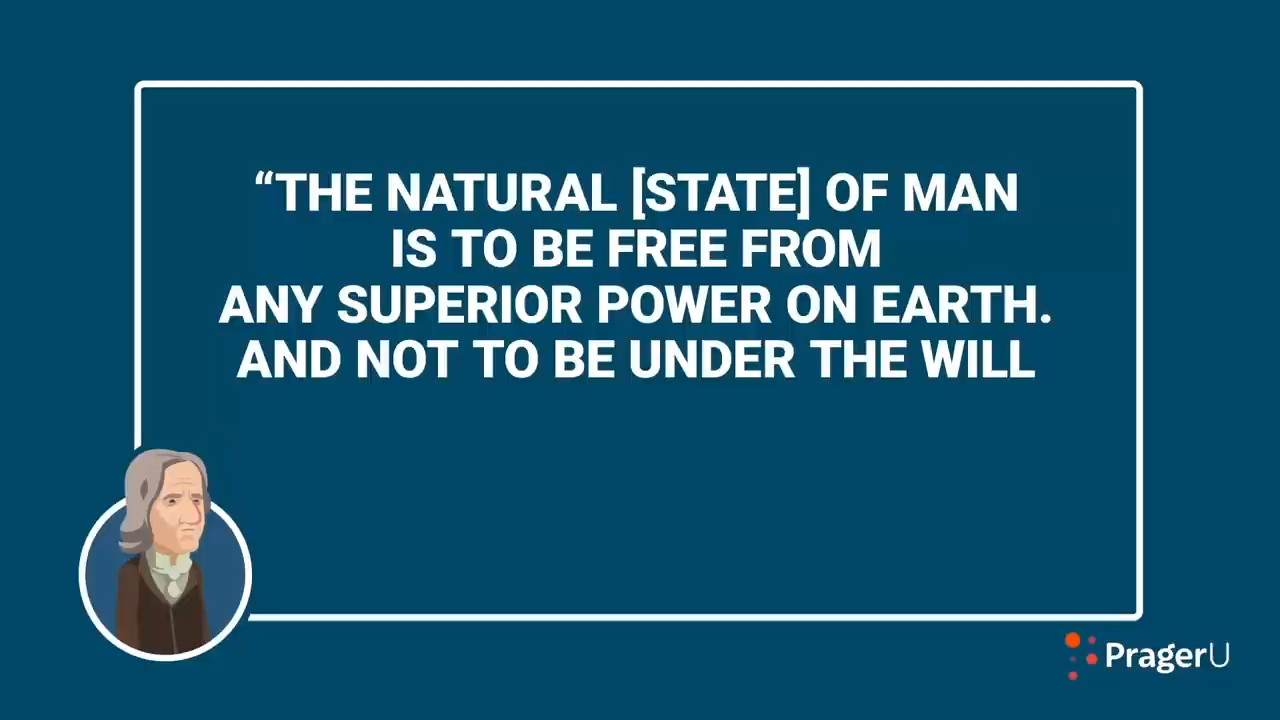 “THE NATURAL [STATE] OF MAN
IS TO BE FREE FROM
ANY SUPERIOR POWER ON EARTH.
AND NOT TO BE UNDER THE WILL
PragerU